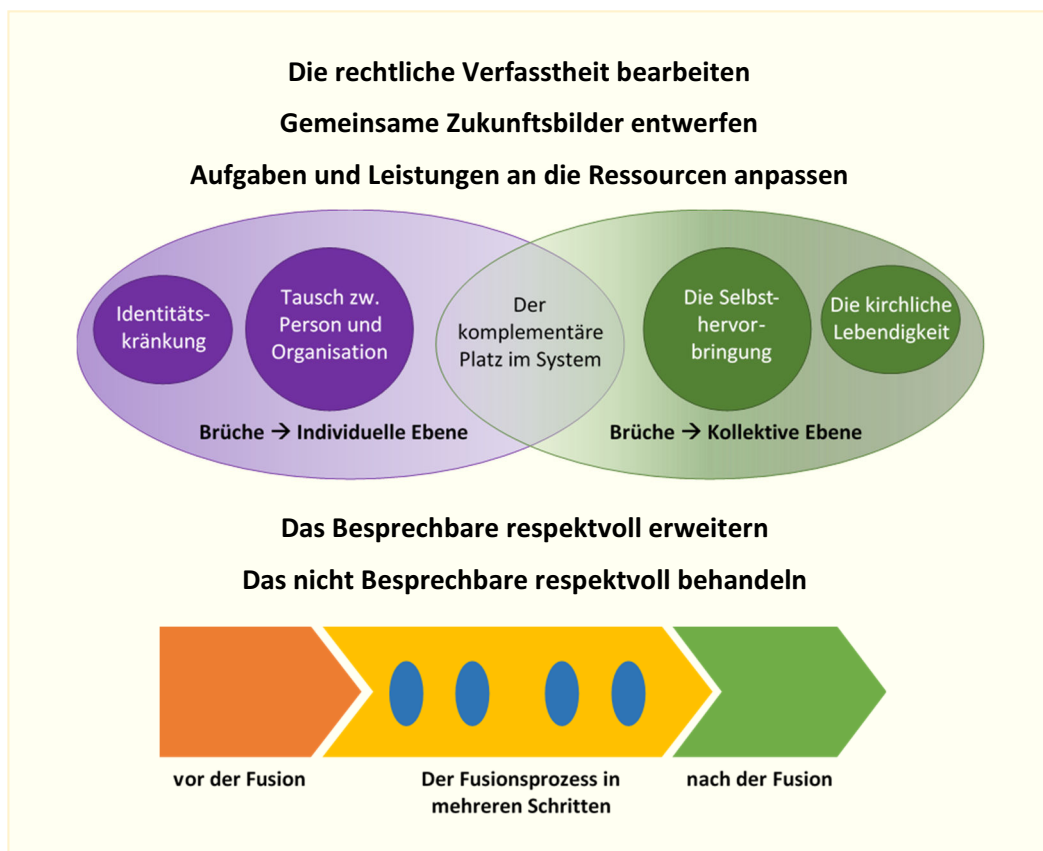 Die rechtliche Verfasstheit bearbeiten
Gemeinsame Zukunftsbilder entwerfen
Aufgaben und Leistungen an die Ressourcen anpassen
Identitäts-
kränkung
Tausch zw.
Person und
Organisation
Der
komplementäre
Platz im System
Die Selbst-
hervor-
bringung
Die kirchliche
Lebendigkeit
Brüche → Individuelle Ebene
Brüche → Kollektive Ebene
Das Besprechbare respektvoll erweitern
Das nicht Besprechbare respektvoll behandeln
vor der Fusion
Der Fusionsprozess in
mehreren Schritten
nach der Fusion